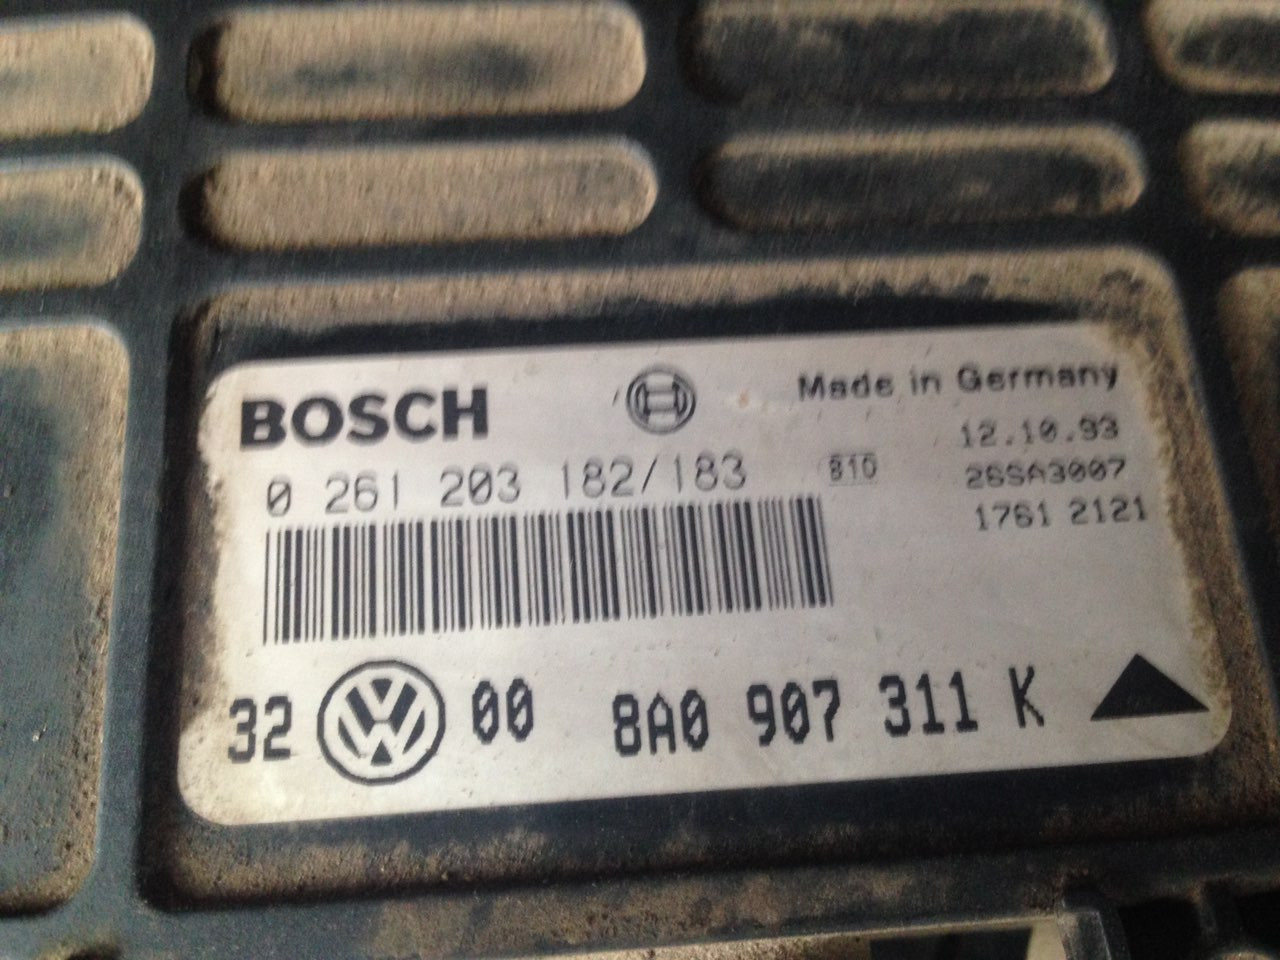 BOSCH
Made in Germany
12.10.93
0 261 203 182/183
810
26SA3007
1761 2121
32 VW 00 8A0 907 311 K